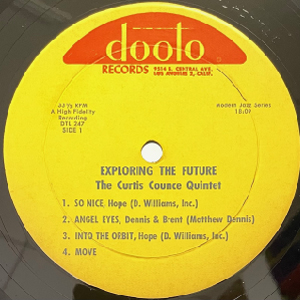 dooto
RECORDS
9514 S. CENTRAL AVE.
LOS ANGELES 2, CALIF.
33⅓ RPM
A High Fidelity
Recording
DTL 247
SIDE 1
Modern Jazz Series
18:07
EXPLORING THE FUTURE
The Curtis Counce Quintet
1. SO NICE, Hope (D. Williams, Inc.)
2. ANGEL EYES, Dennis & Brent (Matthew Dennis)
3. INTO THE ORBIT, Hope (D. Williams, Inc.)
4. MOVE